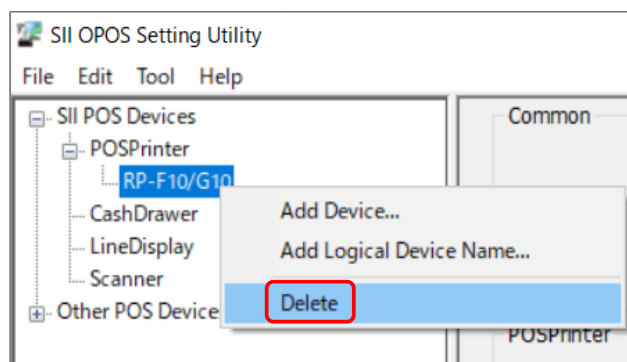 SII OPOS Setting Utility
File Edit Tool Help
SII POS Devices
POSPrinter
RP-F10/G10
CashDrawer
LineDisplay
Scanner
Other POS Device
Add Device...
Add Logical Device Name...
Delete
Common
POSPrinter